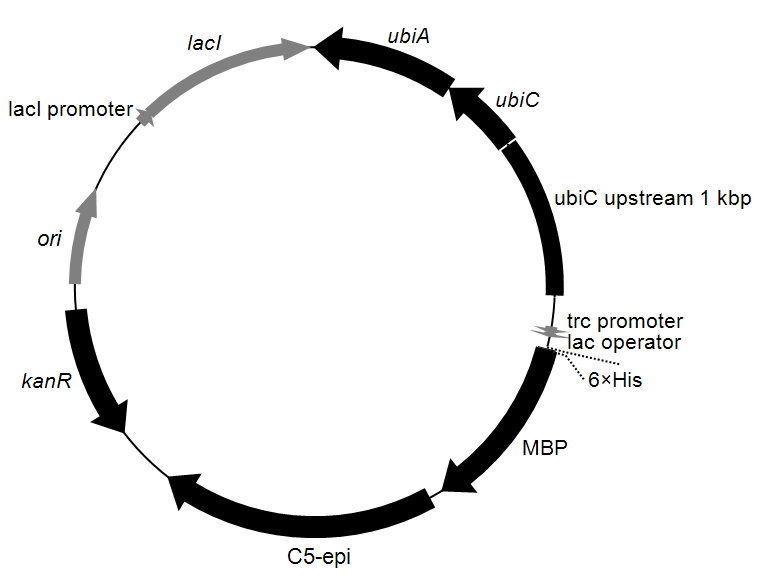 lacI
ubiA
ubiC
lacI promoter
ubiC upstream 1 kbp
ori
trc promoter
lac operator
6×His
kanR
MBP
C5-epi